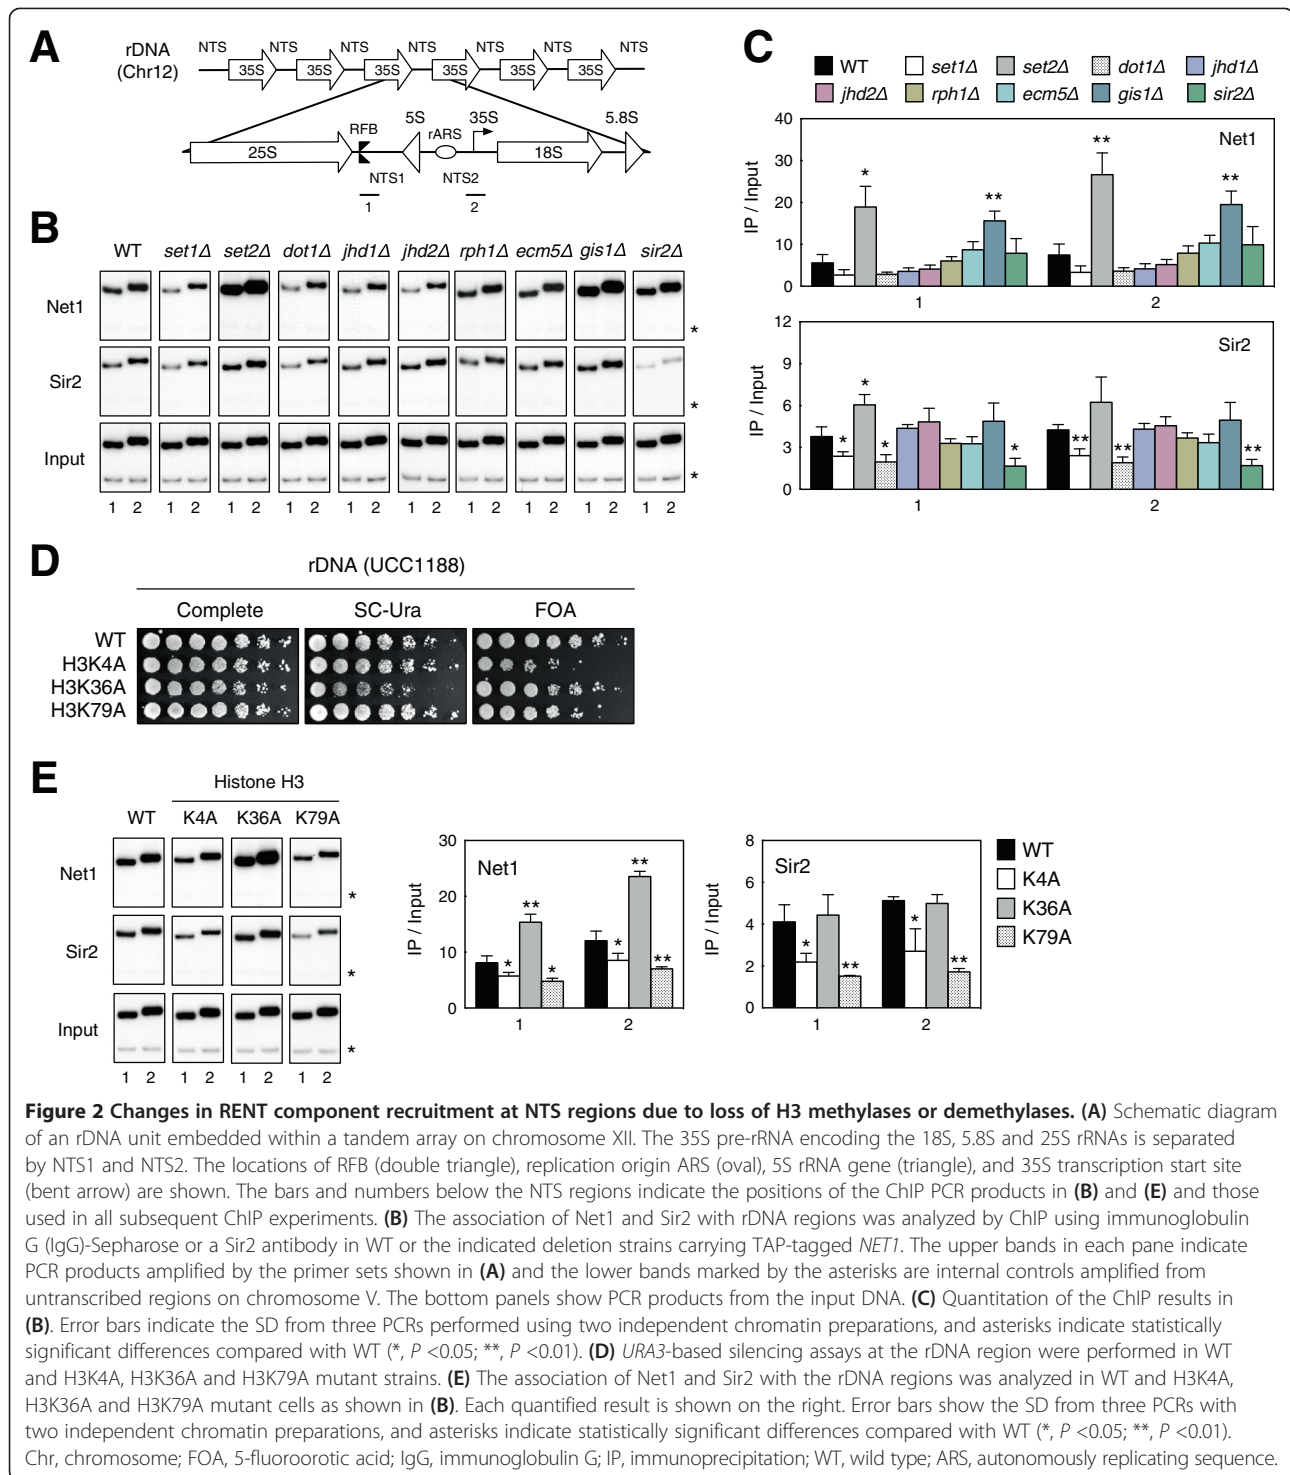 A
rDNA
(Chr12)
NTS NTS NTS NTS NTS NTS NTS
35S 35S 35S 35S 35S 35S
RFB 5S rARS 35S 5.8S
25S 18S
NTS1 NTS2
1 2
B
WT set1Δ set2Δ dot1Δ jhd1Δ jhd2Δ rph1Δ ecm5Δ gis1Δ sir2Δ
Net1
*
Sir2
*
Input
*
1 2 1 2 1 2 1 2 1 2 1 2 1 2 1 2 1 2 1 2
C
WT set1Δ set2Δ dot1Δ jhd1Δ
jhd2Δ rph1Δ ecm5Δ gis1Δ sir2Δ
Net1
IP / Input
40
30
20
10
0
* ** ** **
1 2
Sir2
IP / Input
12
9
6
3
0
* * * * ** ** **
1 2
D
rDNA (UCC1188)
Complete SC-Ura FOA
WT
H3K4A
H3K36A
H3K79A
E
Histone H3
WT K4A K36A K79A
Net1
*
Sir2
*
Input
*
1 2 1 2 1 2 1 2
Net1
IP / Input
30
20
10
0
* ** * * ** **
1 2
Sir2
IP / Input
8
6
4
2
0
* ** * **
1 2
WT
K4A
K36A
K79A
Figure 2 Changes in RENT component recruitment at NTS regions due to loss of H3 methylases or demethylases. (A) Schematic diagram
of an rDNA unit embedded within a tandem array on chromosome XII. The 35S pre-rRNA encoding the 18S, 5.8S and 25S rRNAs is separated
by NTS1 and NTS2. The locations of RFB (double triangle), replication origin ARS (oval), 5S rRNA gene (triangle), and 35S transcription start site
(bent arrow) are shown. The bars and numbers below the NTS regions indicate the positions of the ChIP PCR products in (B) and (E) and those
used in all subsequent ChIP experiments. (B) The association of Net1 and Sir2 with rDNA regions was analyzed by ChIP using immunoglobulin
G (IgG)-Sepharose or a Sir2 antibody in WT or the indicated deletion strains carrying TAP-tagged NET1. The upper bands in each pane indicate
PCR products amplified by the primer sets shown in (A) and the lower bands marked by the asterisks are internal controls amplified from
untranscribed regions on chromosome V. The bottom panels show PCR products from the input DNA. (C) Quantitation of the ChIP results in
(B). Error bars indicate the SD from three PCRs performed using two independent chromatin preparations, and asterisks indicate statistically
significant differences compared with WT (*, P <0.05; **, P <0.01). (D) URA3-based silencing assays at the rDNA region were performed in WT
and H3K4A, H3K36A and H3K79A mutant strains. (E) The association of Net1 and Sir2 with the rDNA regions was analyzed in WT and H3K4A,
H3K36A and H3K79A mutant cells as shown in (B). Each quantified result is shown on the right. Error bars show the SD from three PCRs with
two independent chromatin preparations, and asterisks indicate statistically significant differences compared with WT (*, P <0.05; **, P <0.01).
Chr, chromosome; FOA, 5-fluoroorotic acid; IgG, immunoglobulin G; IP, immunoprecipitation; WT, wild type; ARS, autonomously replicating sequence.